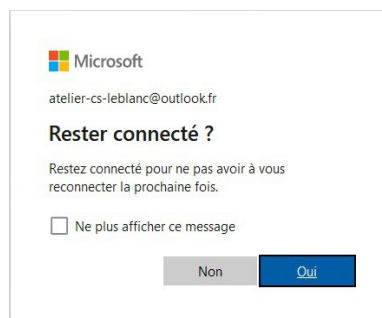 Microsoft
atelier-cs-leblanc@outlook.fr
Rester connecté ?
Restez connecté pour ne pas avoir à vous
reconnecter la prochaine fois.
Ne plus afficher ce message
Non
Oui